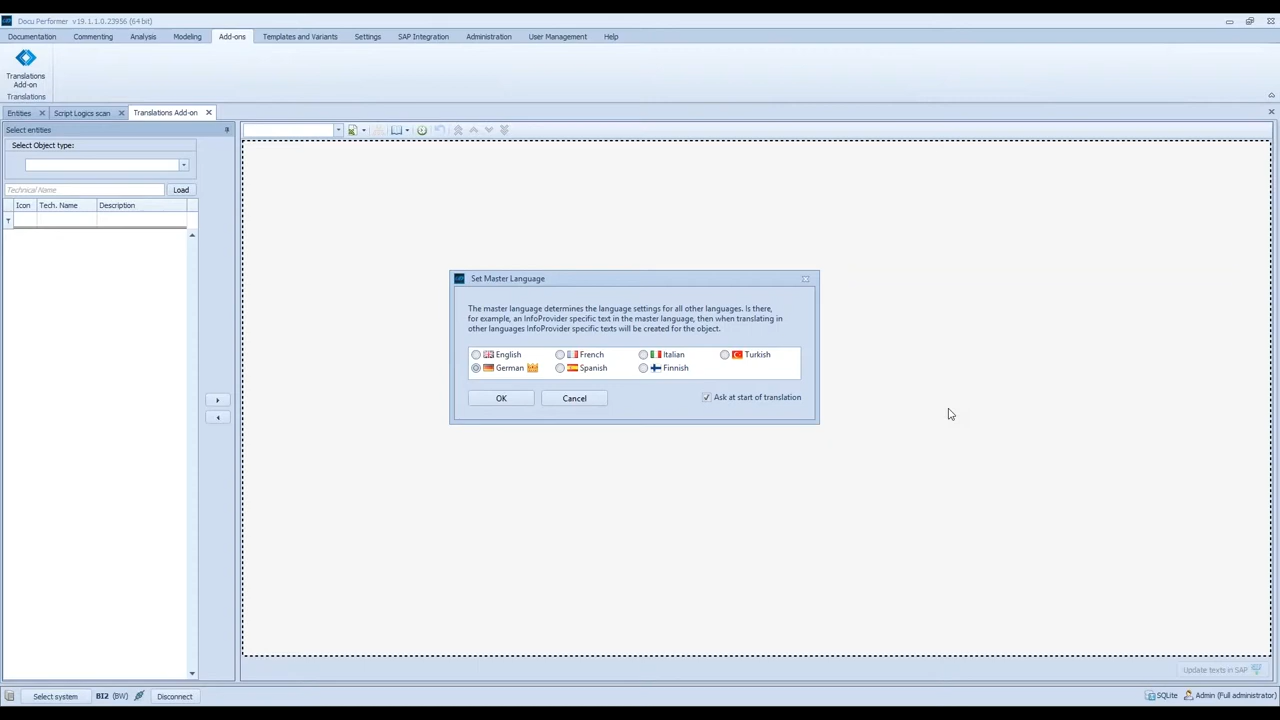 Docu Performer v19.1.1.0.23956 (64 bit)
Documentation Commenting Analysis Modeling Add-ons Templates and Variants Settings SAP Integration Administration User Management Help
Translations
Add-on
Translations
Entities Script Logics scan Translations Add-on
Select entities
Select Object type:
Technical Name Load
Icon Tech. Name Description
Set Master Language
The master language determines the language settings for all other languages. Is there,
for example, an InfoProvider specific text in the master language, then when translating in
other languages InfoProvider specific texts will be created for the object.
English French Italian Turkish
German Spanish Finnish
OK Cancel Ask at start of translation
Update texts in SAP
Select system BI2 (BW) Disconnect SQLite Admin (Full administrator)